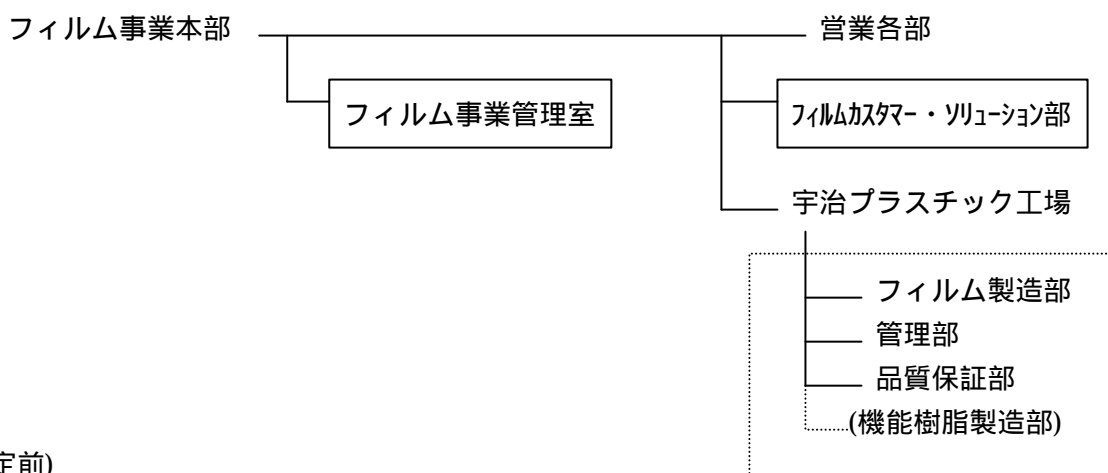 フィルム事業本部 営業各部
フィルム事業管理室 フィルムカスタマー・ソリューション部
宇治プラスチック工場
フィルム製造部
管理部
品質保証部
(機能樹脂製造部)
定前)